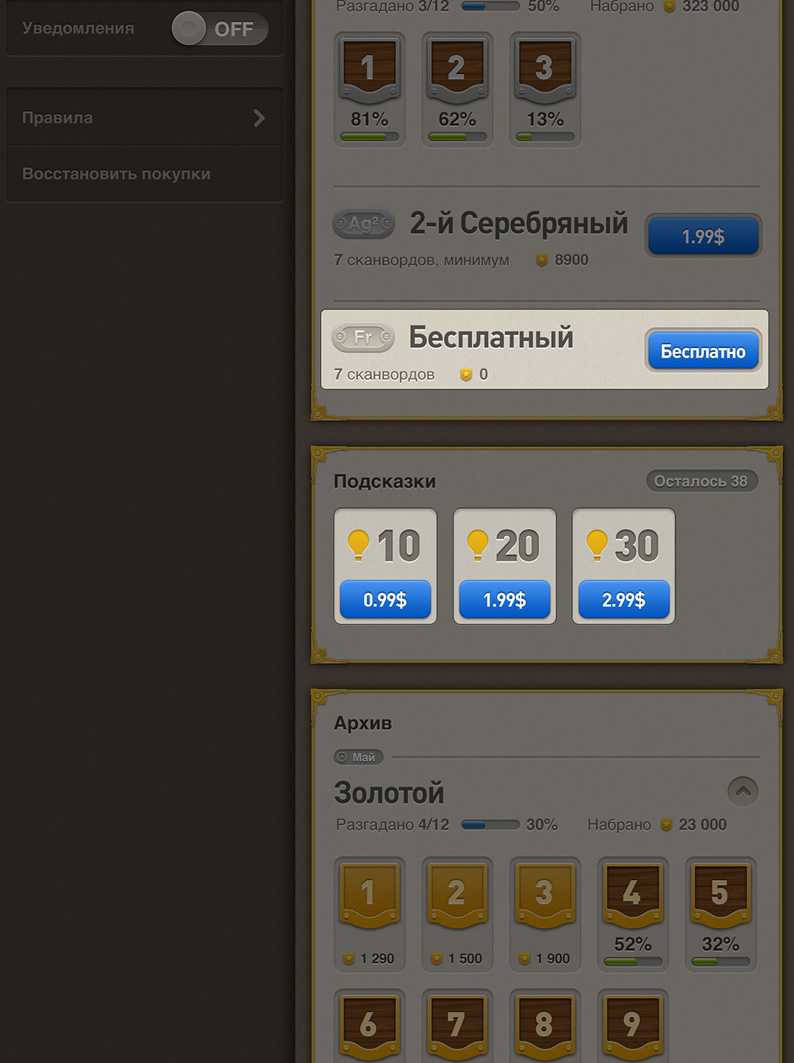 Уведомления
OFF
Правила
Восстановить покупки
Разгадано 3/12 50% Набрано 323 000
1 2 3
81% 62% 13%
Ag² 2-й Серебряный 1.99$
7 сканвордов, минимум 8900
Fr Бесплатный Бесплатно
7 сканвордов 0
Подсказки Осталось 38
10 20 30
0.99$ 1.99$ 2.99$
Архив
Май
Золотой
Разгадано 4/12 30% Набрано 23 000
1 2 3 4 5
1 290 1 500 1 900 52% 32%
6 7 8 9